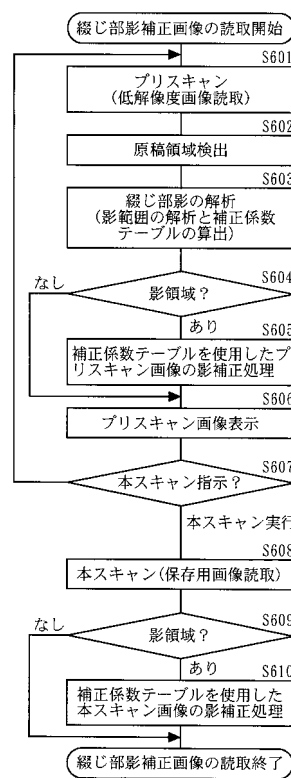 綴じ部影補正画像の読取開始
S601
プリスキャン
(低解像度画像読取)
S602
原稿領域検出
S603
綴じ部影の解析
(影範囲の解析と補正係数
テーブルの算出)
S604
影領域?
なし
あり
S605
補正係数テーブルを使用したプ
リスキャン画像の影補正処理
S606
プリスキャン画像表示
S607
本スキャン指示?
本スキャン実行
S608
本スキャン(保存用画像読取)
S609
影領域?
なし
あり
S610
補正係数テーブルを使用した
本スキャン画像の影補正処理
綴じ部影補正画像の読取終了